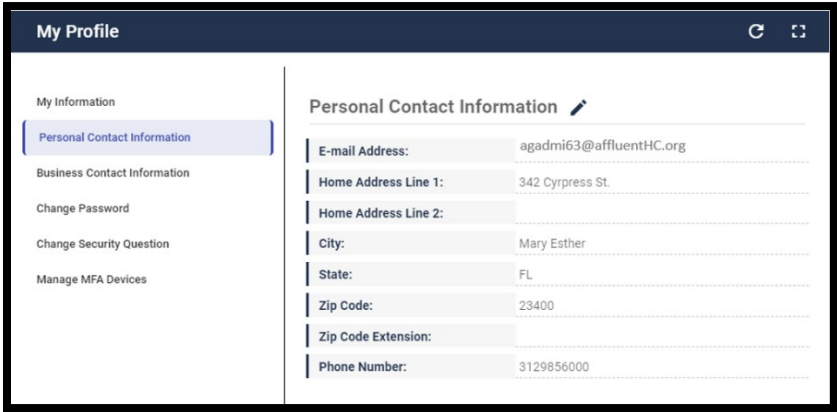 My Profile
My Information
Personal Contact Information
Business Contact Information
Change Password
Change Security Question
Manage MFA Devices
Personal Contact Information
E-mail Address: agadmi63@affluentHC.org
Home Address Line 1: 342 Cyrpress St.
Home Address Line 2:
City: Mary Esther
State: FL
Zip Code: 23400
Zip Code Extension:
Phone Number: 3129856000